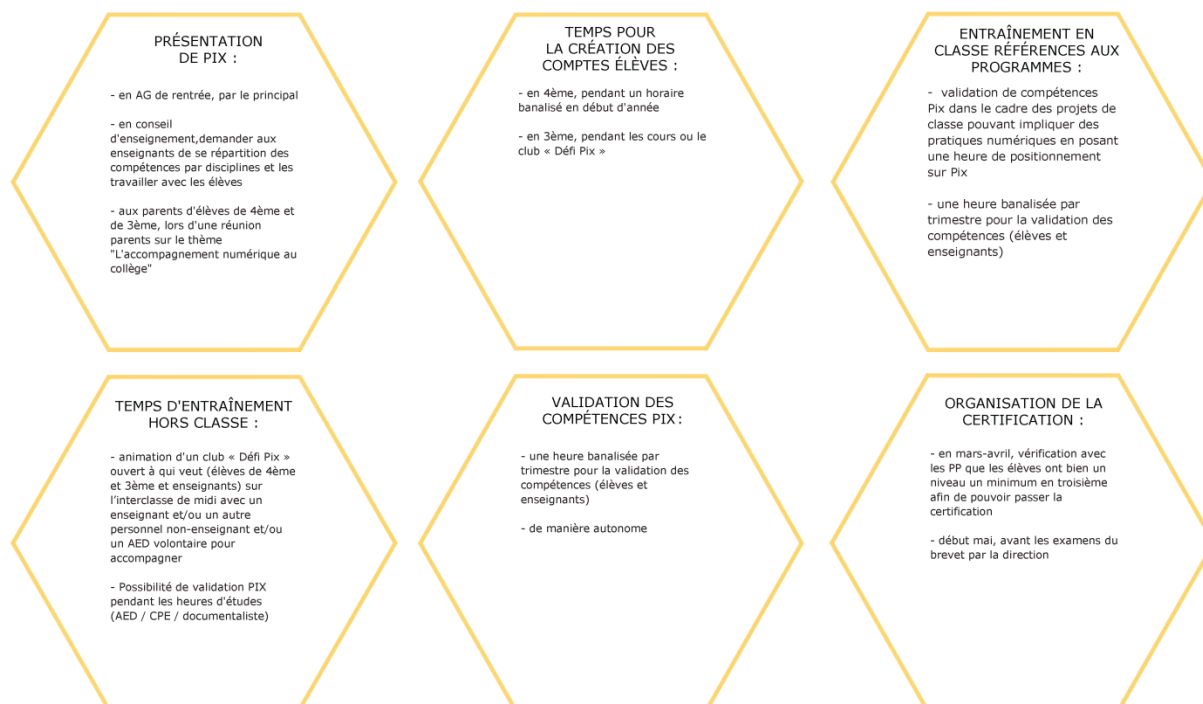 PRÉSENTATION
DE PIX :
- en AG de rentrée, par le principal
- en conseil
d'enseignement,demander aux
enseignants de se répartition des
compétences par disciplines et les
travailler avec les élèves
- aux parents d'élèves de 4ème et
de 3ème, lors d'une réunion
parents sur le thème
"L'accompagnement numérique au
collège"
TEMPS POUR
LA CRÉATION DES
COMPTES ÉLÈVES :
- en 4ème, pendant un horaire
banalisé en début d'année
- en 3ème, pendant les cours ou le
club « Défi Pix »
ENTRAÎNEMENT EN
CLASSE RÉFÉRENCES AUX
PROGRAMMES :
- validation de compétences
Pix dans le cadre des projets de
classe pouvant impliquer des
pratiques numériques en posant
une heure de positionnement
sur Pix
- une heure banalisée par
trimestre pour la validation des
compétences (élèves et
enseignants)
TEMPS D'ENTRAÎNEMENT
HORS CLASSE :
- animation d'un club « Défi Pix »
ouvert à qui veut (élèves de 4ème
et 3ème et enseignants) sur
l'interclasse de midi avec un
enseignant et/ou un autre
personnel non-enseignant et/ou
un AED volontaire pour
accompagner
- Possibilité de validation PIX
pendant les heures d'études
(AED / CPE / documentaliste)
VALIDATION DES
COMPÉTENCES PIX :
- une heure banalisée par
trimestre pour la validation des
compétences (élèves et
enseignants)
- de manière autonome
ORGANISATION DE LA
CERTIFICATION :
- en mars-avril, vérification avec
les PP que les élèves ont bien un
niveau un minimum en troisième
afin de pouvoir passer la
certification
- début mai, avant les examens du
brevet par la direction